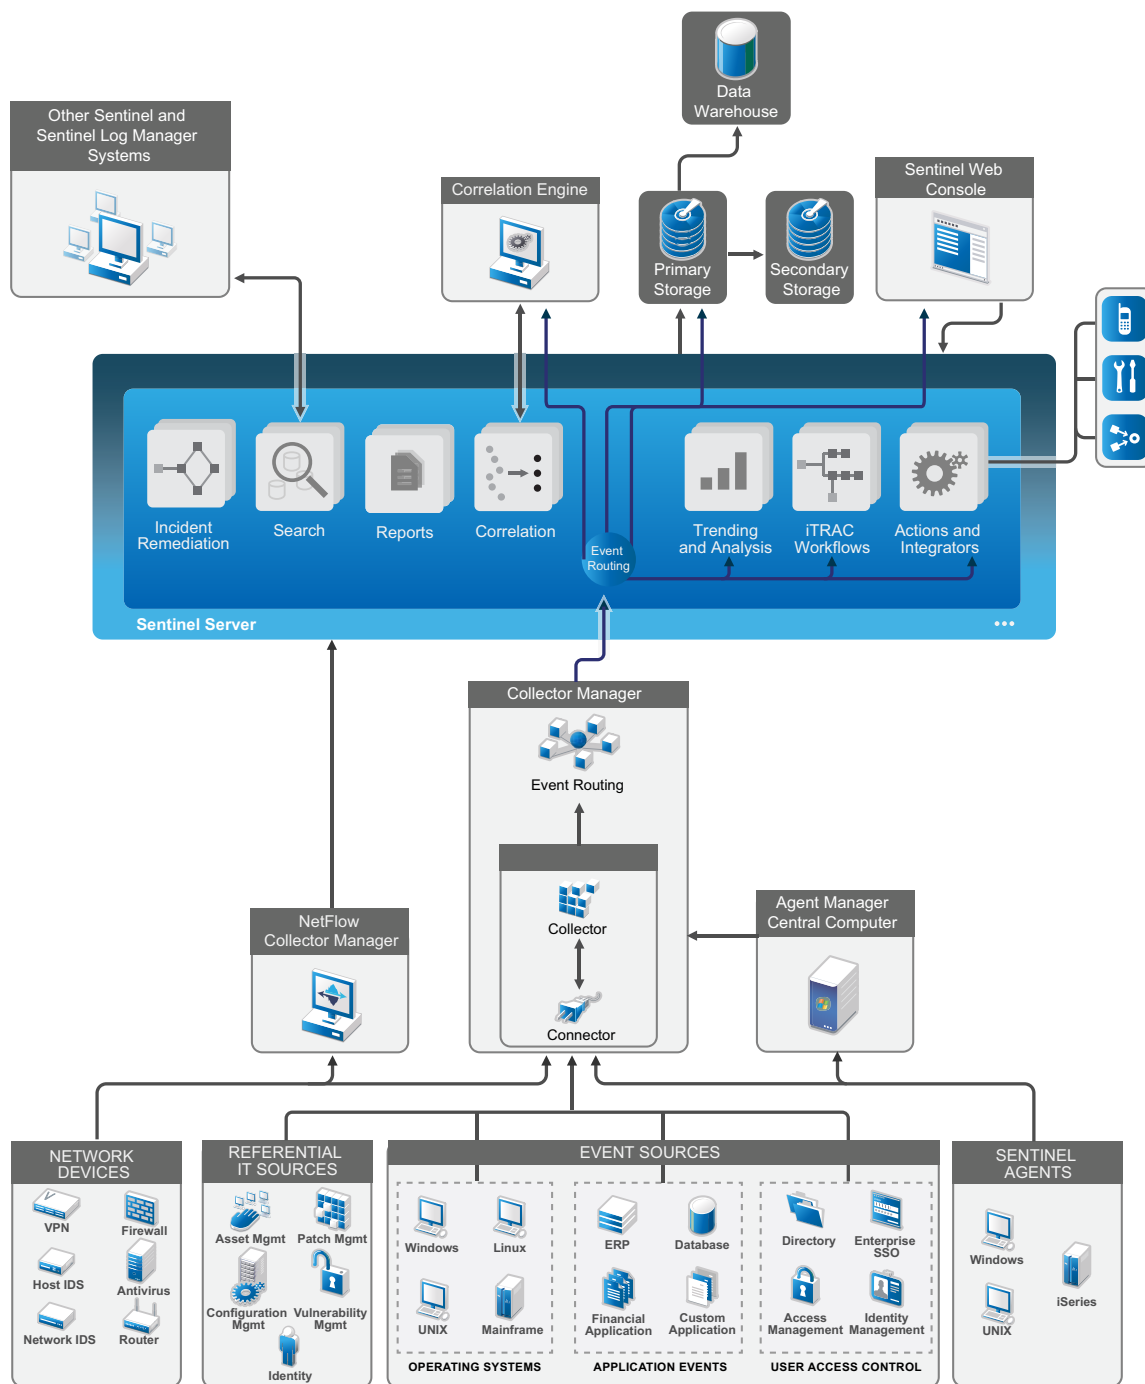 Data
Warehouse
Other Sentinel and
Sentinel Log Manager
Systems
Correlation Engine
Primary
Storage
Secondary
Storage
Sentinel Web
Console
Incident
Remediation
Search
Reports
Correlation
Event
Routing
Trending
and Analysis
iTRAC
Workflows
Actions and
Integrators
Sentinel Server
Collector Manager
Event Routing
Collector
Connector
NetFlow
Collector Manager
Agent Manager
Central Computer
NETWORK
DEVICES
VPN
Firewall
Host IDS
Antivirus
Network IDS
Router
REFERENTIAL
IT SOURCES
Asset Mgmt
Patch Mgmt
Configuration
Mgmt
Vulnerability
Mgmt
Identity
EVENT SOURCES
Windows
Linux
UNIX
Mainframe
OPERATING SYSTEMS
ERP
Database
Financial
Application
Custom
Application
APPLICATION EVENTS
Directory
Enterprise
SSO
Access
Management
Identity
Management
USER ACCESS CONTROL
SENTINEL
AGENTS
Windows
iSeries
UNIX